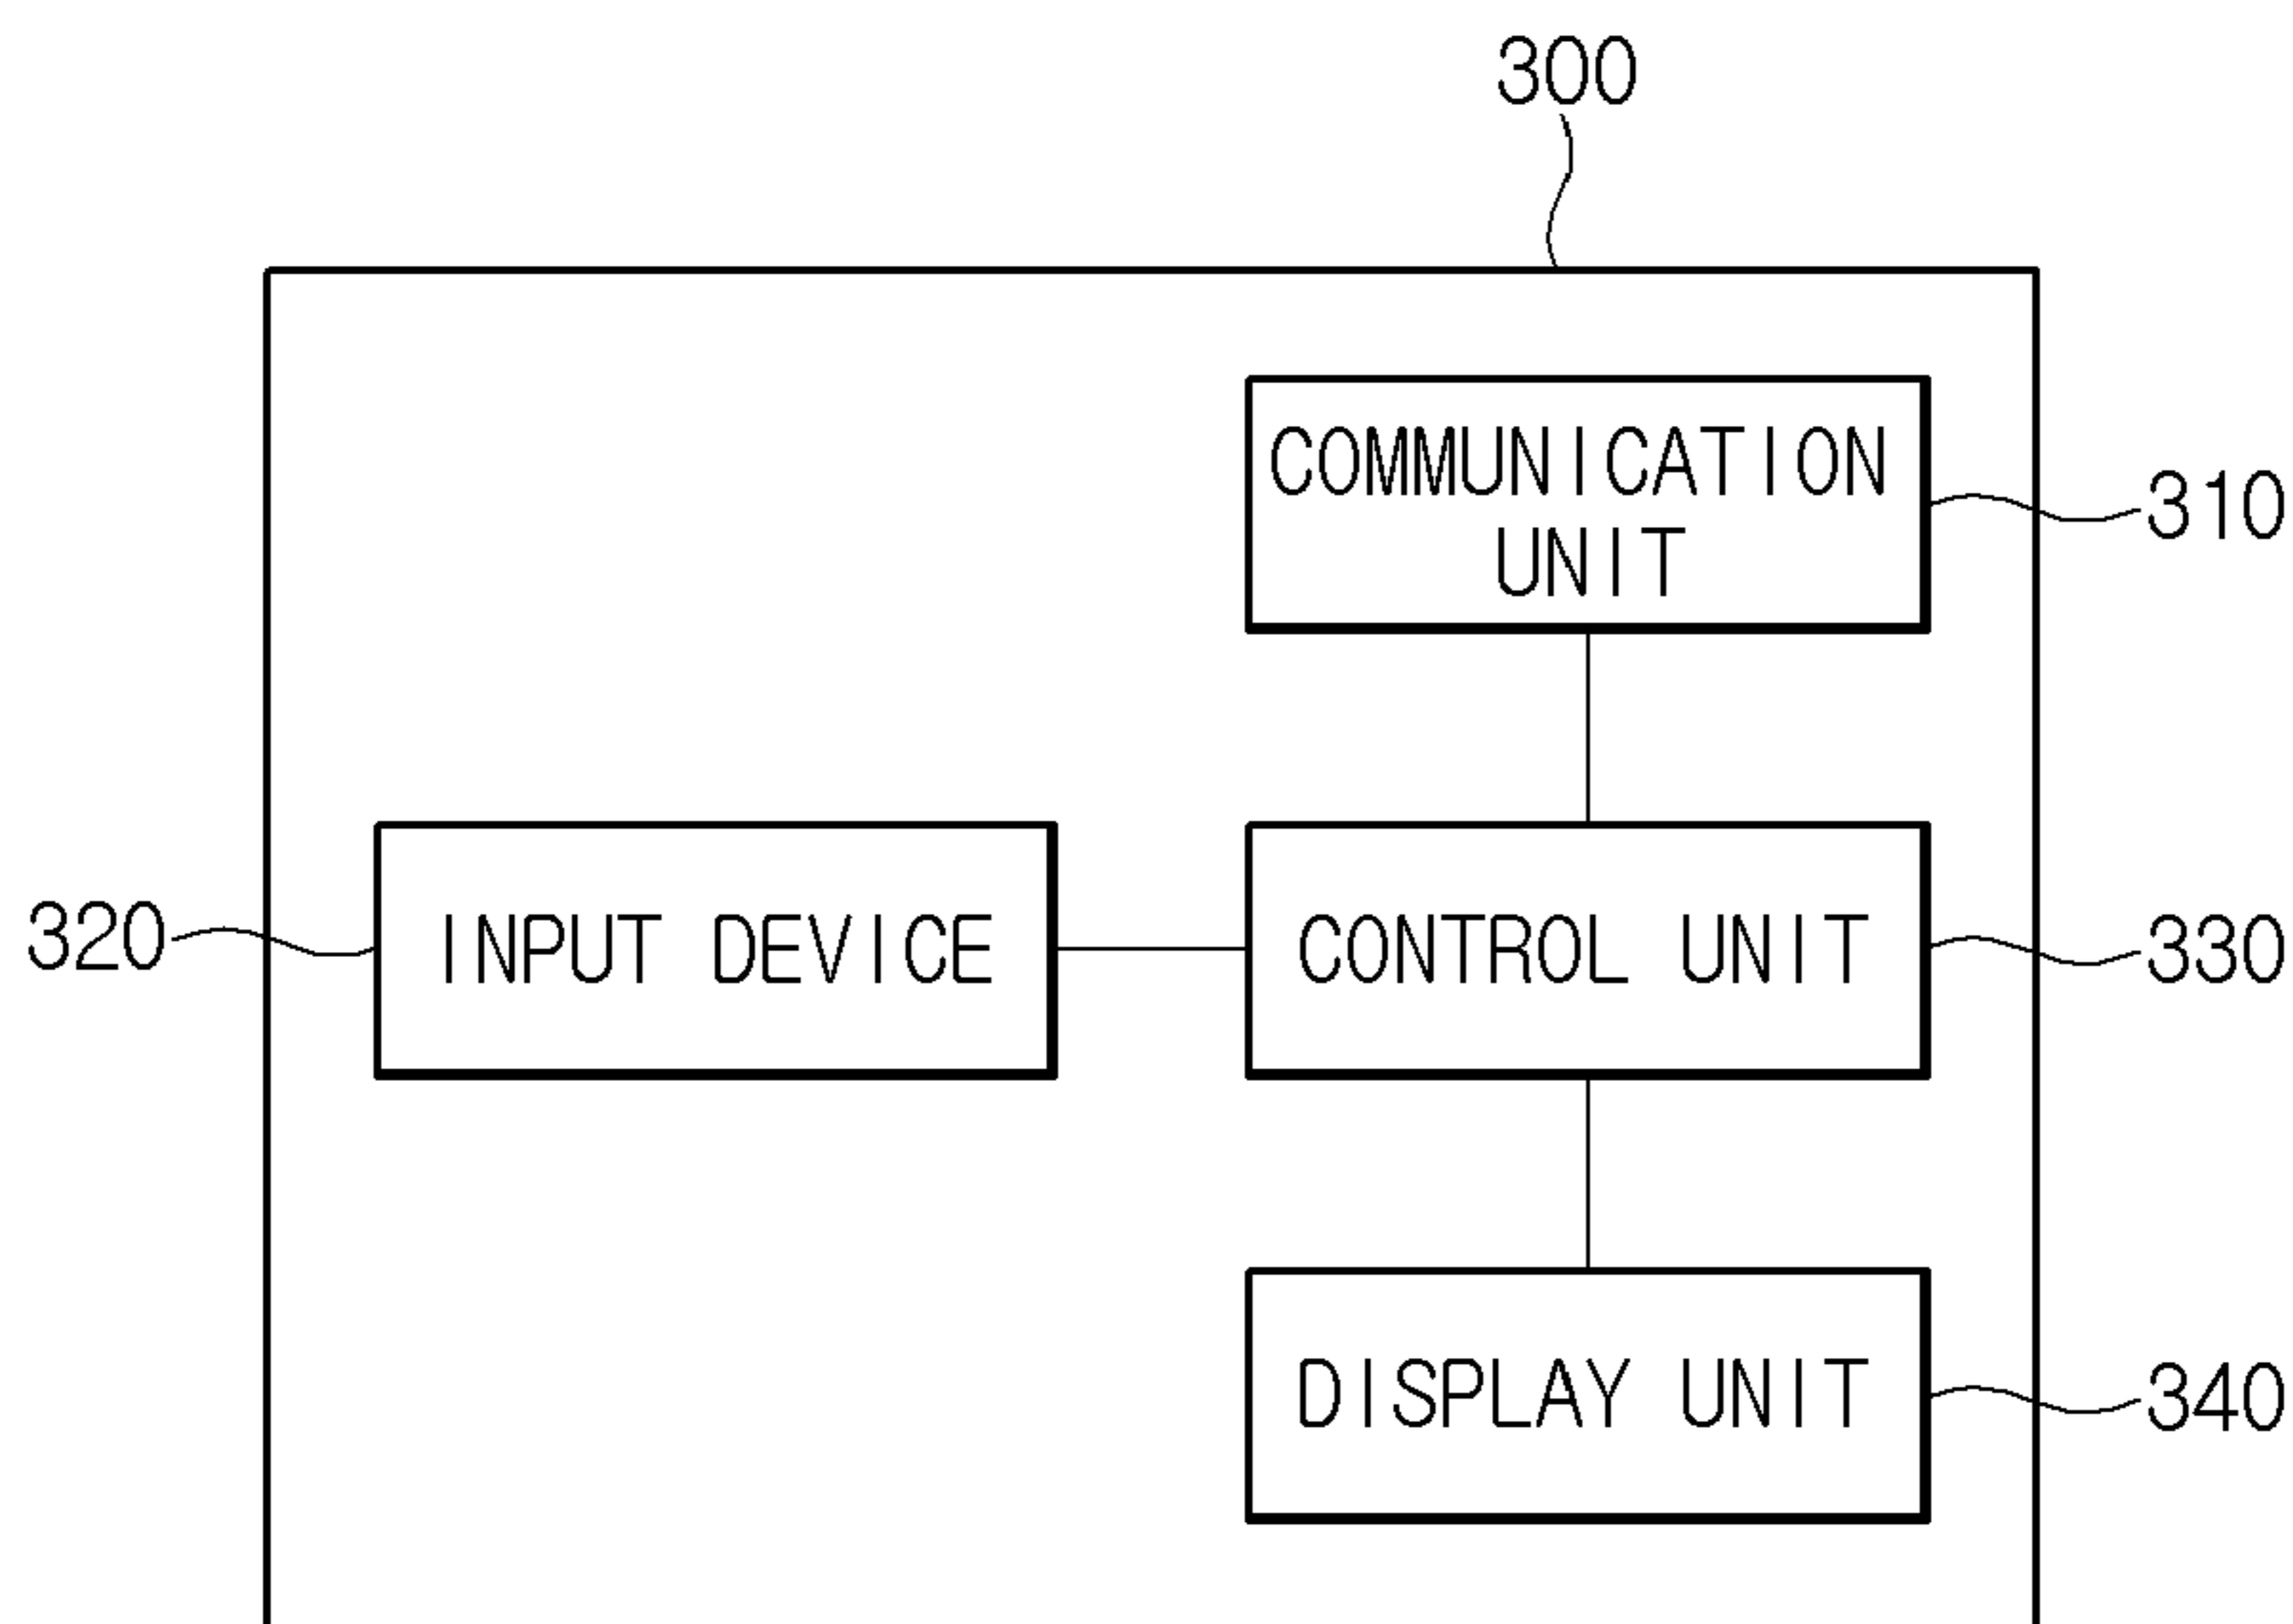 300
COMMUNICATION
UNIT
310
320
INPUT DEVICE
CONTROL UNIT
330
DISPLAY UNIT
340